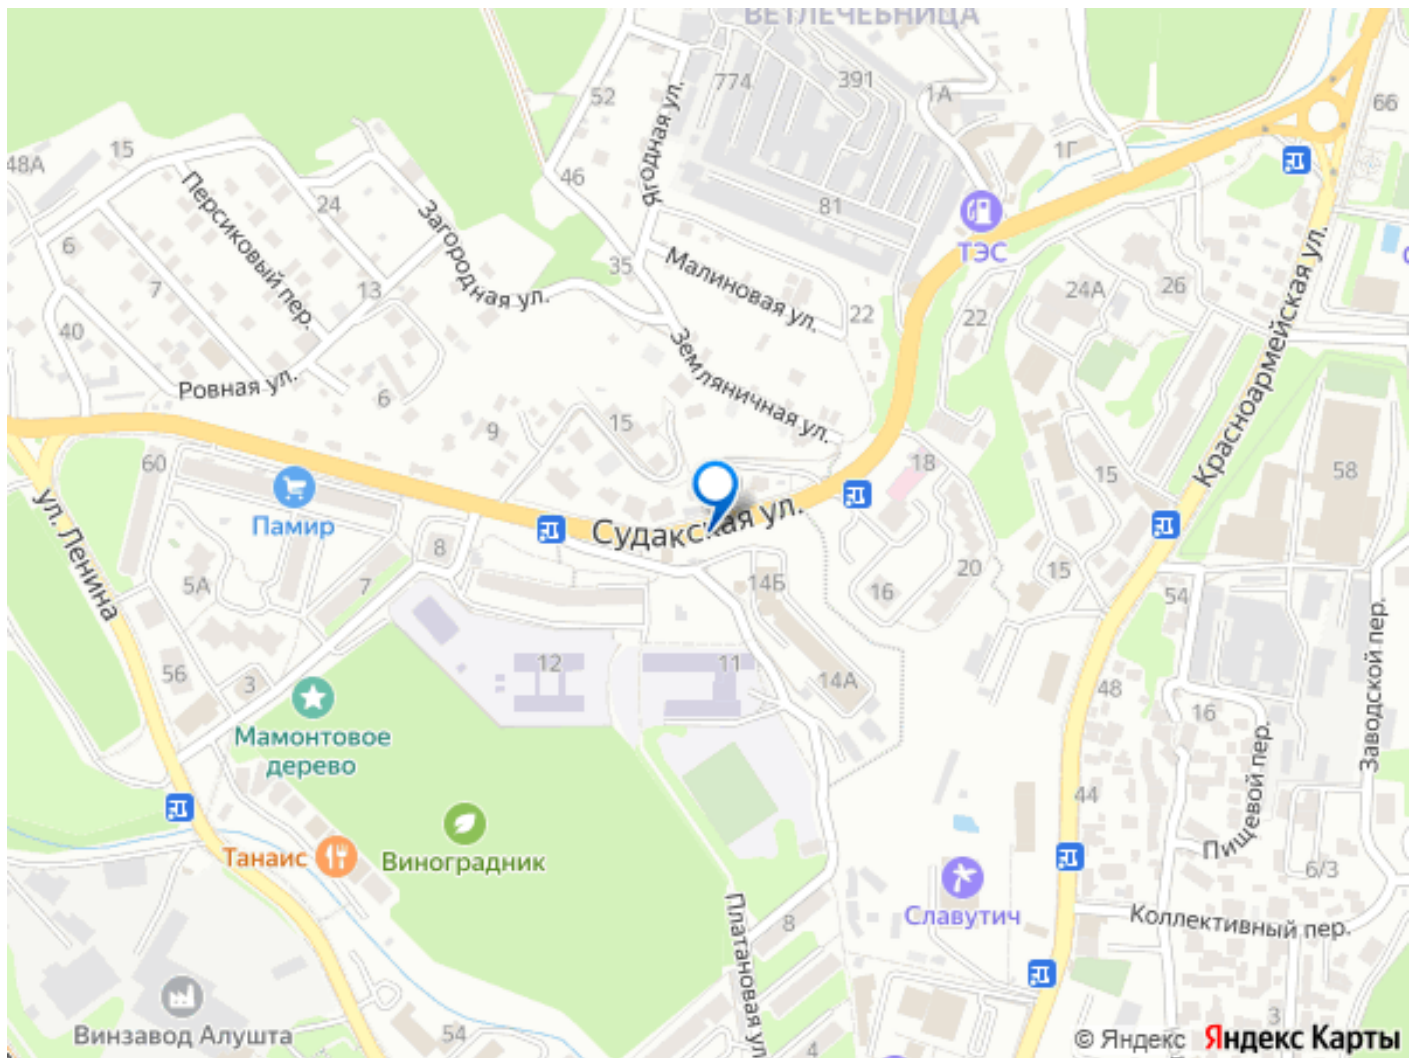 ВЕТЛЕЧЕБНИЦА
774
391
52
1А
66
Ягодная ул.
15
48А
1Г
46
Персиковый пер.
24
81
Загородная ул.
ТЭС
6
35
Малиновая ул.
7
13
26
24А
22
22
40
Земляничная ул.
Красноармейская ул.
Ровная ул.
6
9
15
60
18
15
58
Памир
Судакская ул.
ул. Ленина
8
5А
7
14Б
16
20
15
54
Заводской пер.
12
11
56
3
14А
48
16
Мамонтовое
дерево
Пищевой пер.
44
Танаис
Виноградник
6/3
Славутич
Платановая ул.
8
Коллективный пер.
Винзавод Алушта
54
4
3
© Яндекс Яндекс Карты